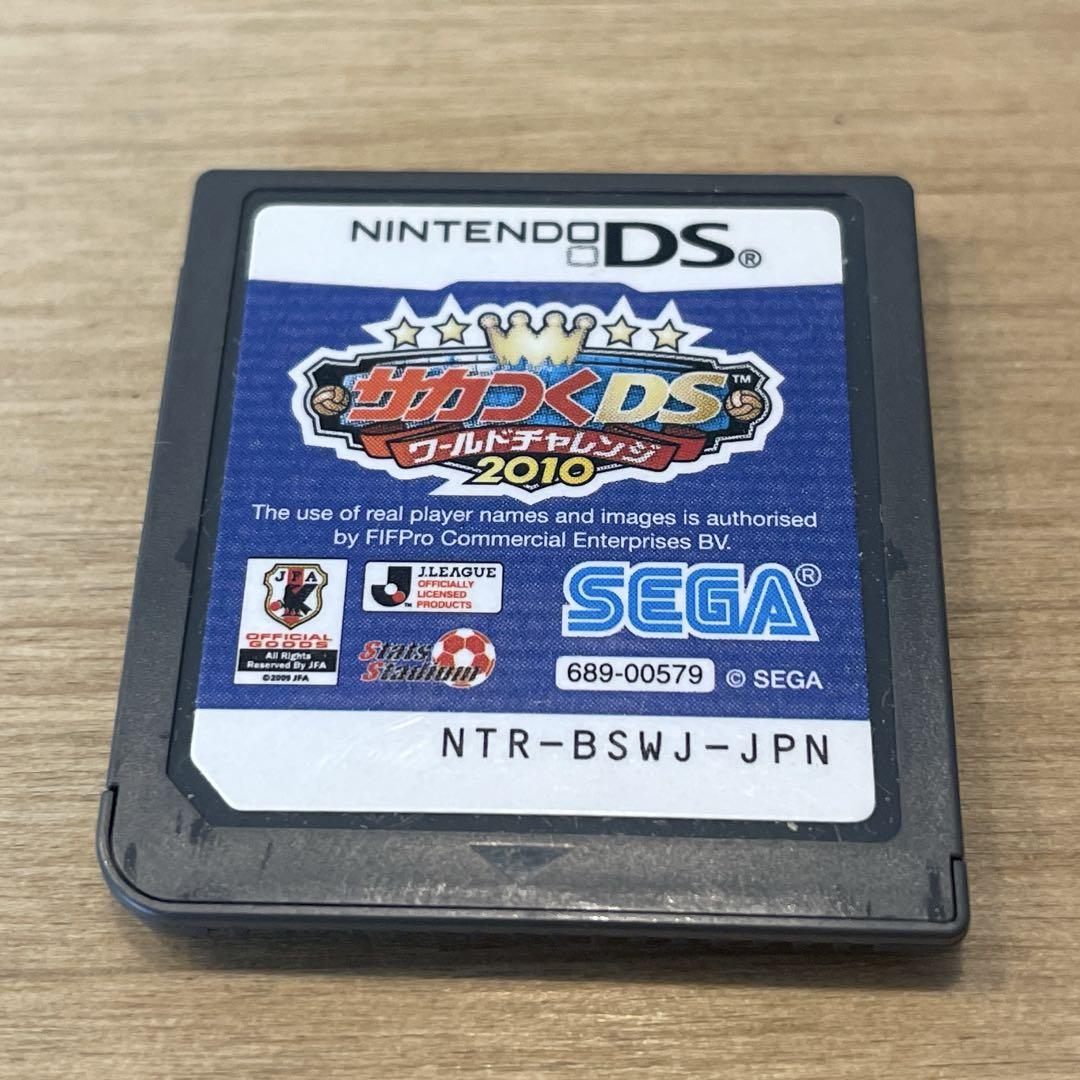 NINTENDO DS®
サカつくDS™
ワールドチャレンジ
2010
The use of real player names and images is authorised
by FIFPro Commercial Enterprises BV.
JFA
OFFICIAL
GOODS
All Rights
Reserved By JFA
©2009 JFA
J.LEAGUE
OFFICIALLY
LICENSED
PRODUCTS
TM
Stats
Stadium
SEGA®
689-00579
© SEGA
NTR-BSWJ-JPN